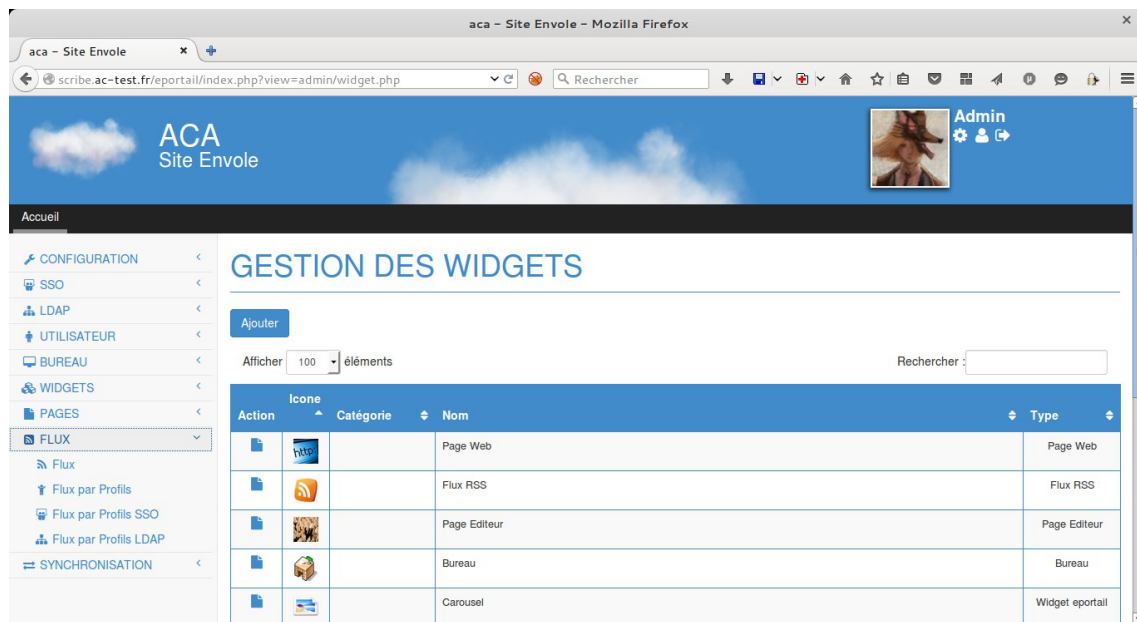 aca - Site Envole - Mozilla Firefox
aca - Site Envole
scribe.ac-test.fr/eportail/index.php?view=admin/widget.php
Rechercher
ACA
Site Envole
Admin
Accueil
CONFIGURATION
SSO
LDAP
UTILISATEUR
BUREAU
WIDGETS
PAGES
FLUX
Flux
Flux par Profils
Flux par Profils SSO
Flux par Profils LDAP
SYNCHRONISATION
GESTION DES WIDGETS
Ajouter
Afficher 100 éléments
Rechercher :
Action Icone Catégorie Nom Type
http: Page Web Page Web
Flux RSS Flux RSS
Page Editeur Page Editeur
Bureau Bureau
Carousel Widget eportail